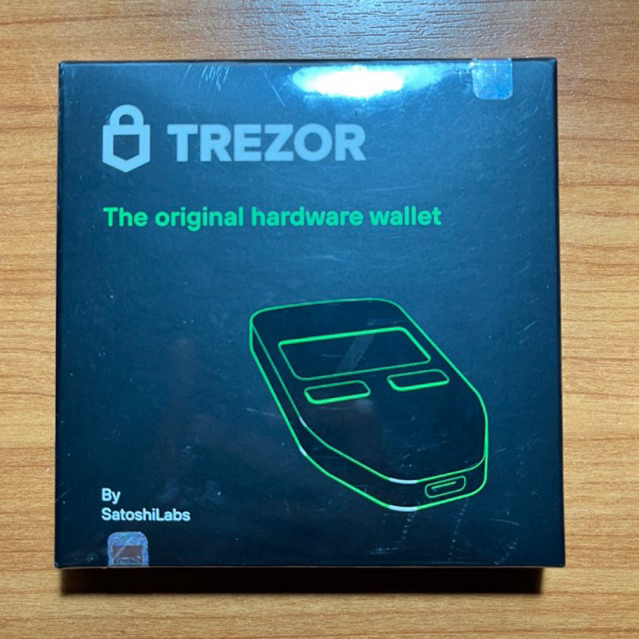 TREZOR
The original hardware wallet
By
SatoshiLabs